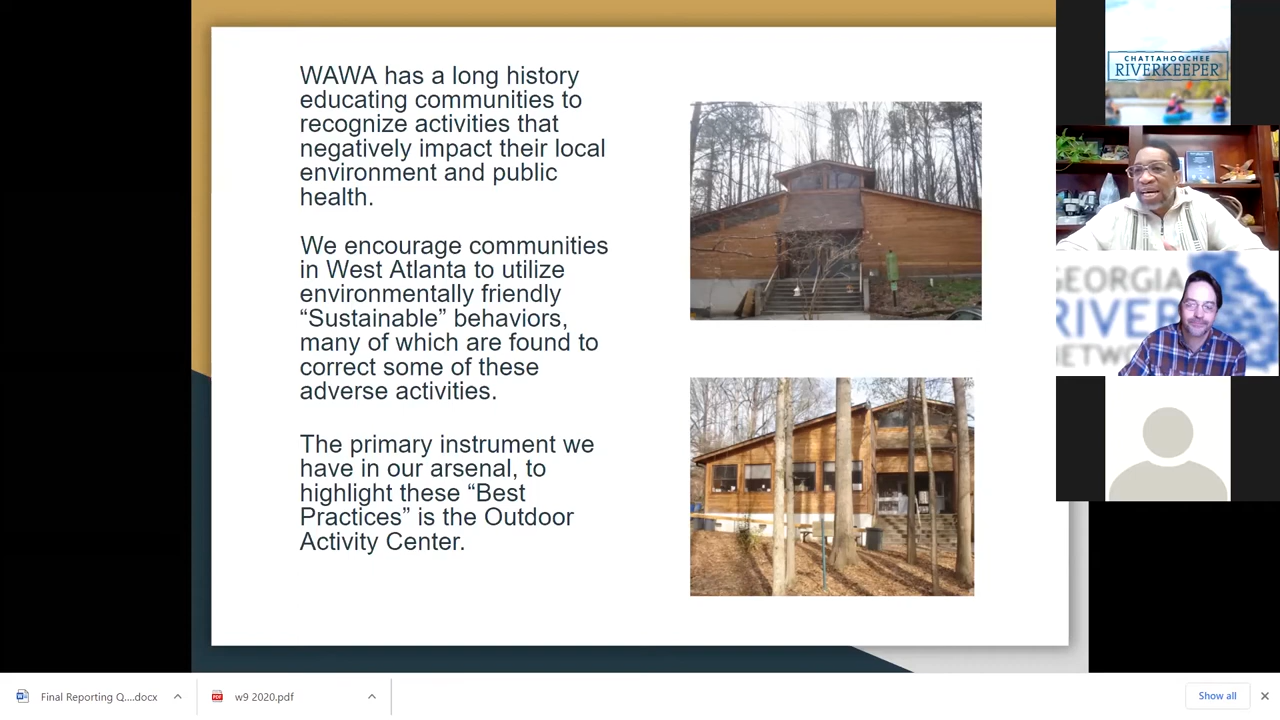 WAWA has a long history
educating communities to
recognize activities that
negatively impact their local
environment and public
health.
We encourage communities
in West Atlanta to utilize
environmentally friendly
“Sustainable” behaviors,
many of which are found to
correct some of these
adverse activities.
The primary instrument we
have in our arsenal, to
highlight these “Best
Practices” is the Outdoor
Activity Center.
CHATTAHOOCHEE
RIVERKEEPER
GEORGIA
RIVER
NETWO
Final Reporting Q....docx
w9 2020.pdf
Show all